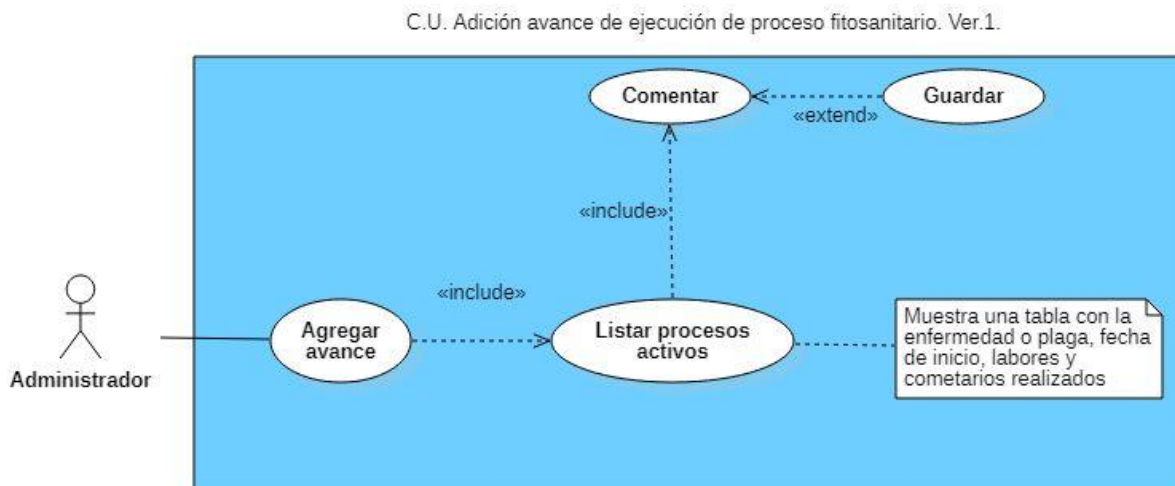 C.U. Adición avance de ejecución de proceso fitosanitario. Ver.1.
Comentar
Guardar
«extend»
«include»
«include»
Agregar
avance
Listar procesos
activos
Muestra una tabla con la
enfermedad o plaga, fecha
de inicio, labores y
cometarios realizados
Administrador